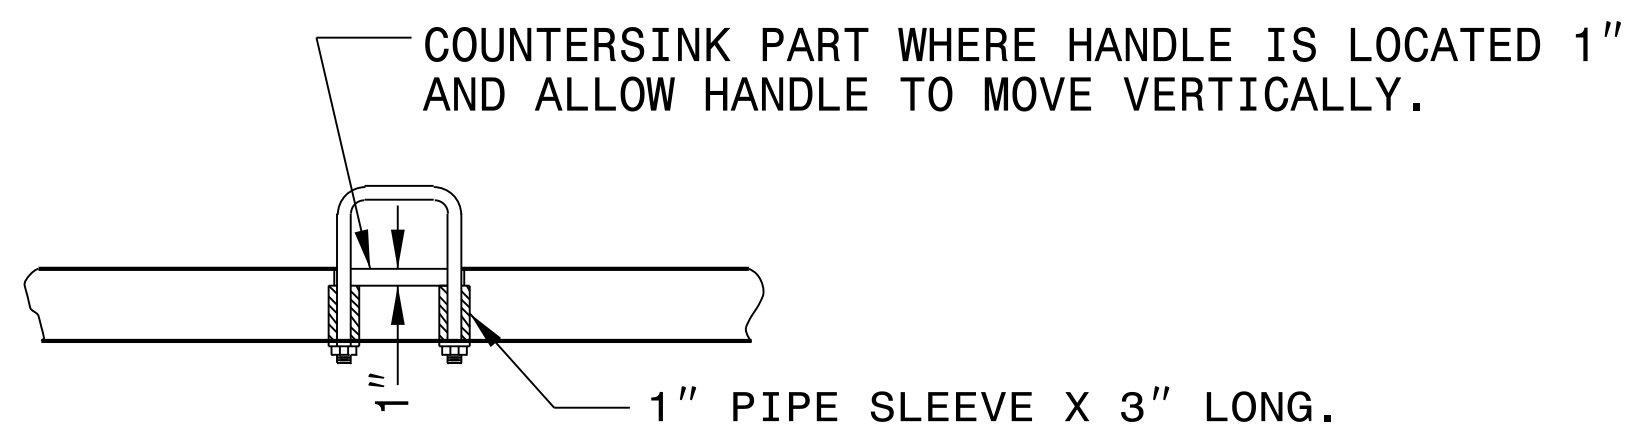 COUNTERSINK PART WHERE HANDLE IS LOCATED 1"
AND ALLOW HANDLE TO MOVE VERTICALLY.
1"
1" PIPE SLEEVE X 3" LONG.